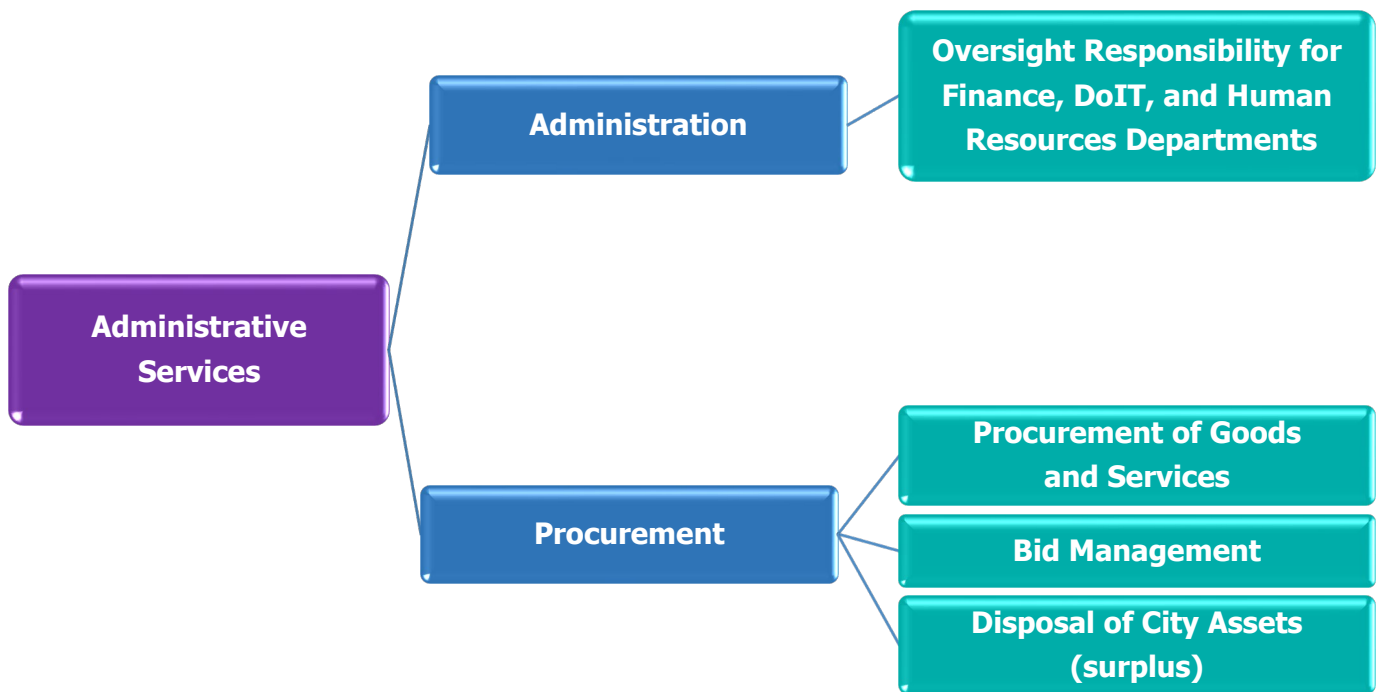 Oversight Responsibility for
Finance, DoIT, and Human
Resources Departments
Administration
Administrative
Services
Procurement of Goods
and Services
Procurement
Bid Management
Disposal of City Assets
(surplus)